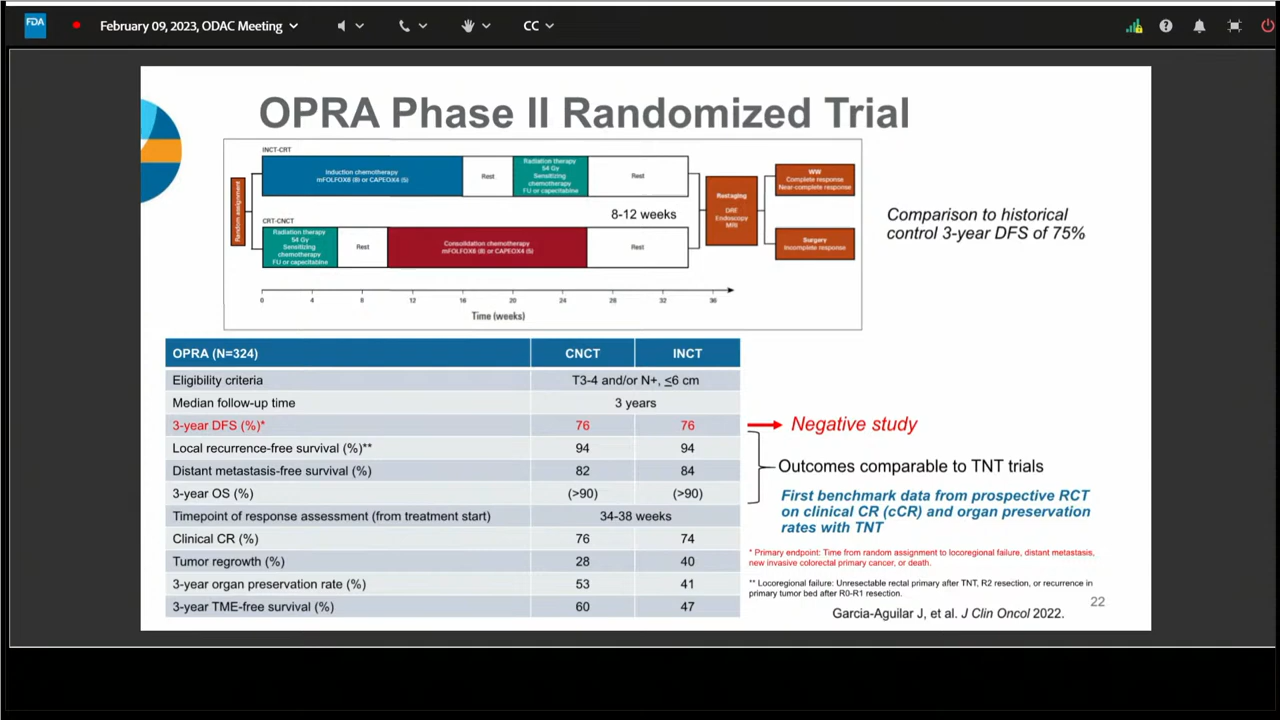 FDA
February 09, 2023, ODAC Meeting
CC
OPRA Phase II Randomized Trial
INCT-CRT
Random assignment
Induction chemotherapy
mFOLFOX6 (8) or CAPEOX4 (5)
Rest
Radiation therapy
54 Gy
Sensitizing
chemotherapy
FU or capecitabine
Rest
8-12 weeks
CRT-CNCT
Radiation therapy
54 Gy
Sensitizing
chemotherapy
FU or capecitabine
Rest
Consolidation chemotherapy
mFOLFOX6 (8) or CAPEOX4 (5)
Rest
Restaging
DRE
Endoscopy
MRI
WW
Complete response
Near-complete response
Surgery
Incomplete response
0 4 8 12 16 20 24 28 32 36
Time (weeks)
Comparison to historical
control 3-year DFS of 75%
OPRA (N=324) CNCT INCT
Eligibility criteria T3-4 and/or N+, ≤6 cm
Median follow-up time 3 years
3-year DFS (%)* 76 76
Local recurrence-free survival (%)** 94 94
Distant metastasis-free survival (%) 82 84
3-year OS (%) (>90) (>90)
Timepoint of response assessment (from treatment start) 34-38 weeks
Clinical CR (%) 76 74
Tumor regrowth (%) 28 40
3-year organ preservation rate (%) 53 41
3-year TME-free survival (%) 60 47
Negative study
Outcomes comparable to TNT trials
First benchmark data from prospective RCT
on clinical CR (cCR) and organ preservation
rates with TNT
* Primary endpoint: Time from random assignment to locoregional failure, distant metastasis,
new invasive colorectal primary cancer, or death.
** Locoregional failure: Unresectable rectal primary after TNT, R2 resection, or recurrence in
primary tumor bed after R0-R1 resection.
22
Garcia-Aguilar J, et al. J Clin Oncol 2022.